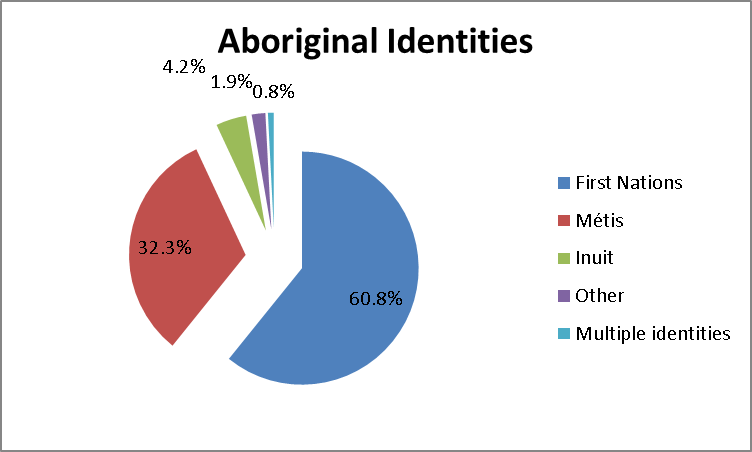 Aboriginal Identities
4.2%
1.9%
0.8%
32.3%
60.8%
First Nations
Métis
Inuit
Other
Multiple identities